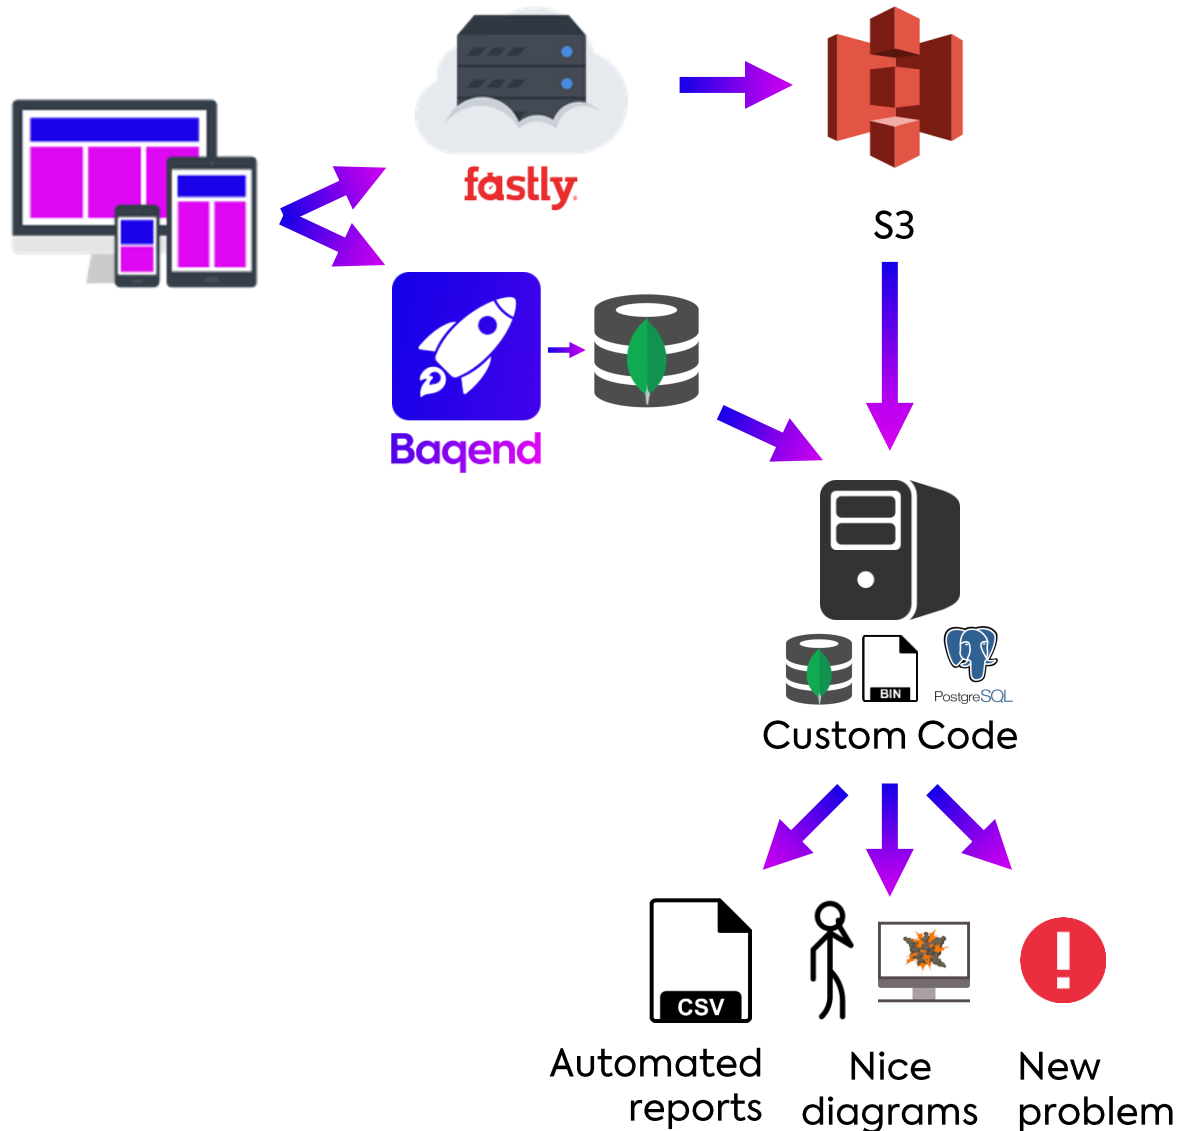 fastly
S3
Baqend
BIN
PostgreSQL
Custom Code
CSV
Automated
reports
Nice
diagrams
New
problem